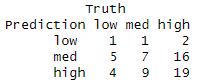 Truth
Prediction low med high
low 1 1 2
med 5 7 16
high 4 9 19